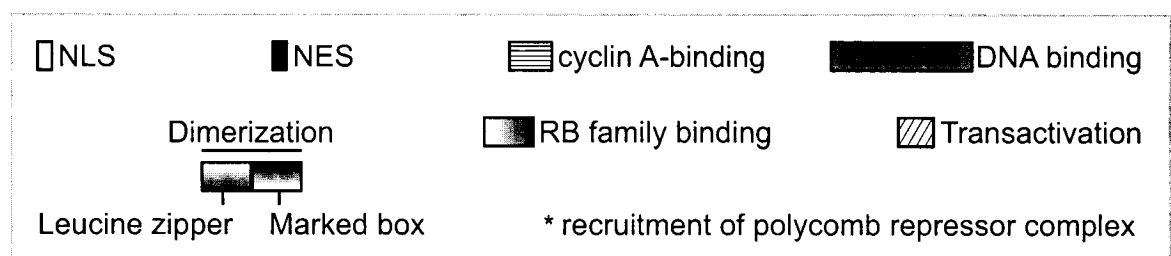 NLS NES cyclin A-binding DNA binding
Dimerization RB family binding Transactivation
Leucine zipper Marked box * recruitment of polycomb repressor complex